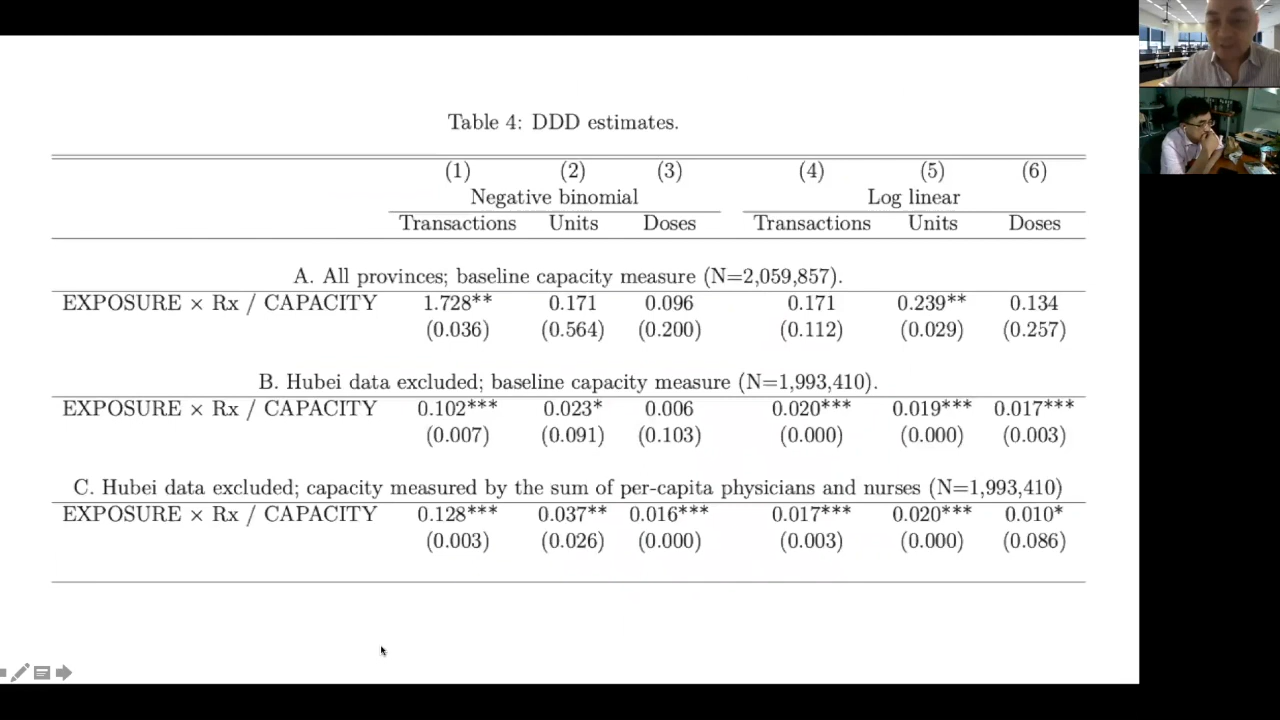 Table 4: DDD estimates.
(1) (2) (3) (4) (5) (6)
Negative binomial Log linear
Transactions Units Doses Transactions Units Doses
A. All provinces; baseline capacity measure (N=2,059,857).
EXPOSURE × Rx / CAPACITY 1.728** 0.171 0.096 0.171 0.239** 0.134
(0.036) (0.564) (0.200) (0.112) (0.029) (0.257)
B. Hubei data excluded; baseline capacity measure (N=1,993,410).
EXPOSURE × Rx / CAPACITY 0.102*** 0.023* 0.006 0.020*** 0.019*** 0.017***
(0.007) (0.091) (0.103) (0.000) (0.000) (0.003)
C. Hubei data excluded; capacity measured by the sum of per-capita physicians and nurses (N=1,993,410)
EXPOSURE × Rx / CAPACITY 0.128*** 0.037** 0.016*** 0.017*** 0.020*** 0.010*
(0.003) (0.026) (0.000) (0.003) (0.000) (0.086)